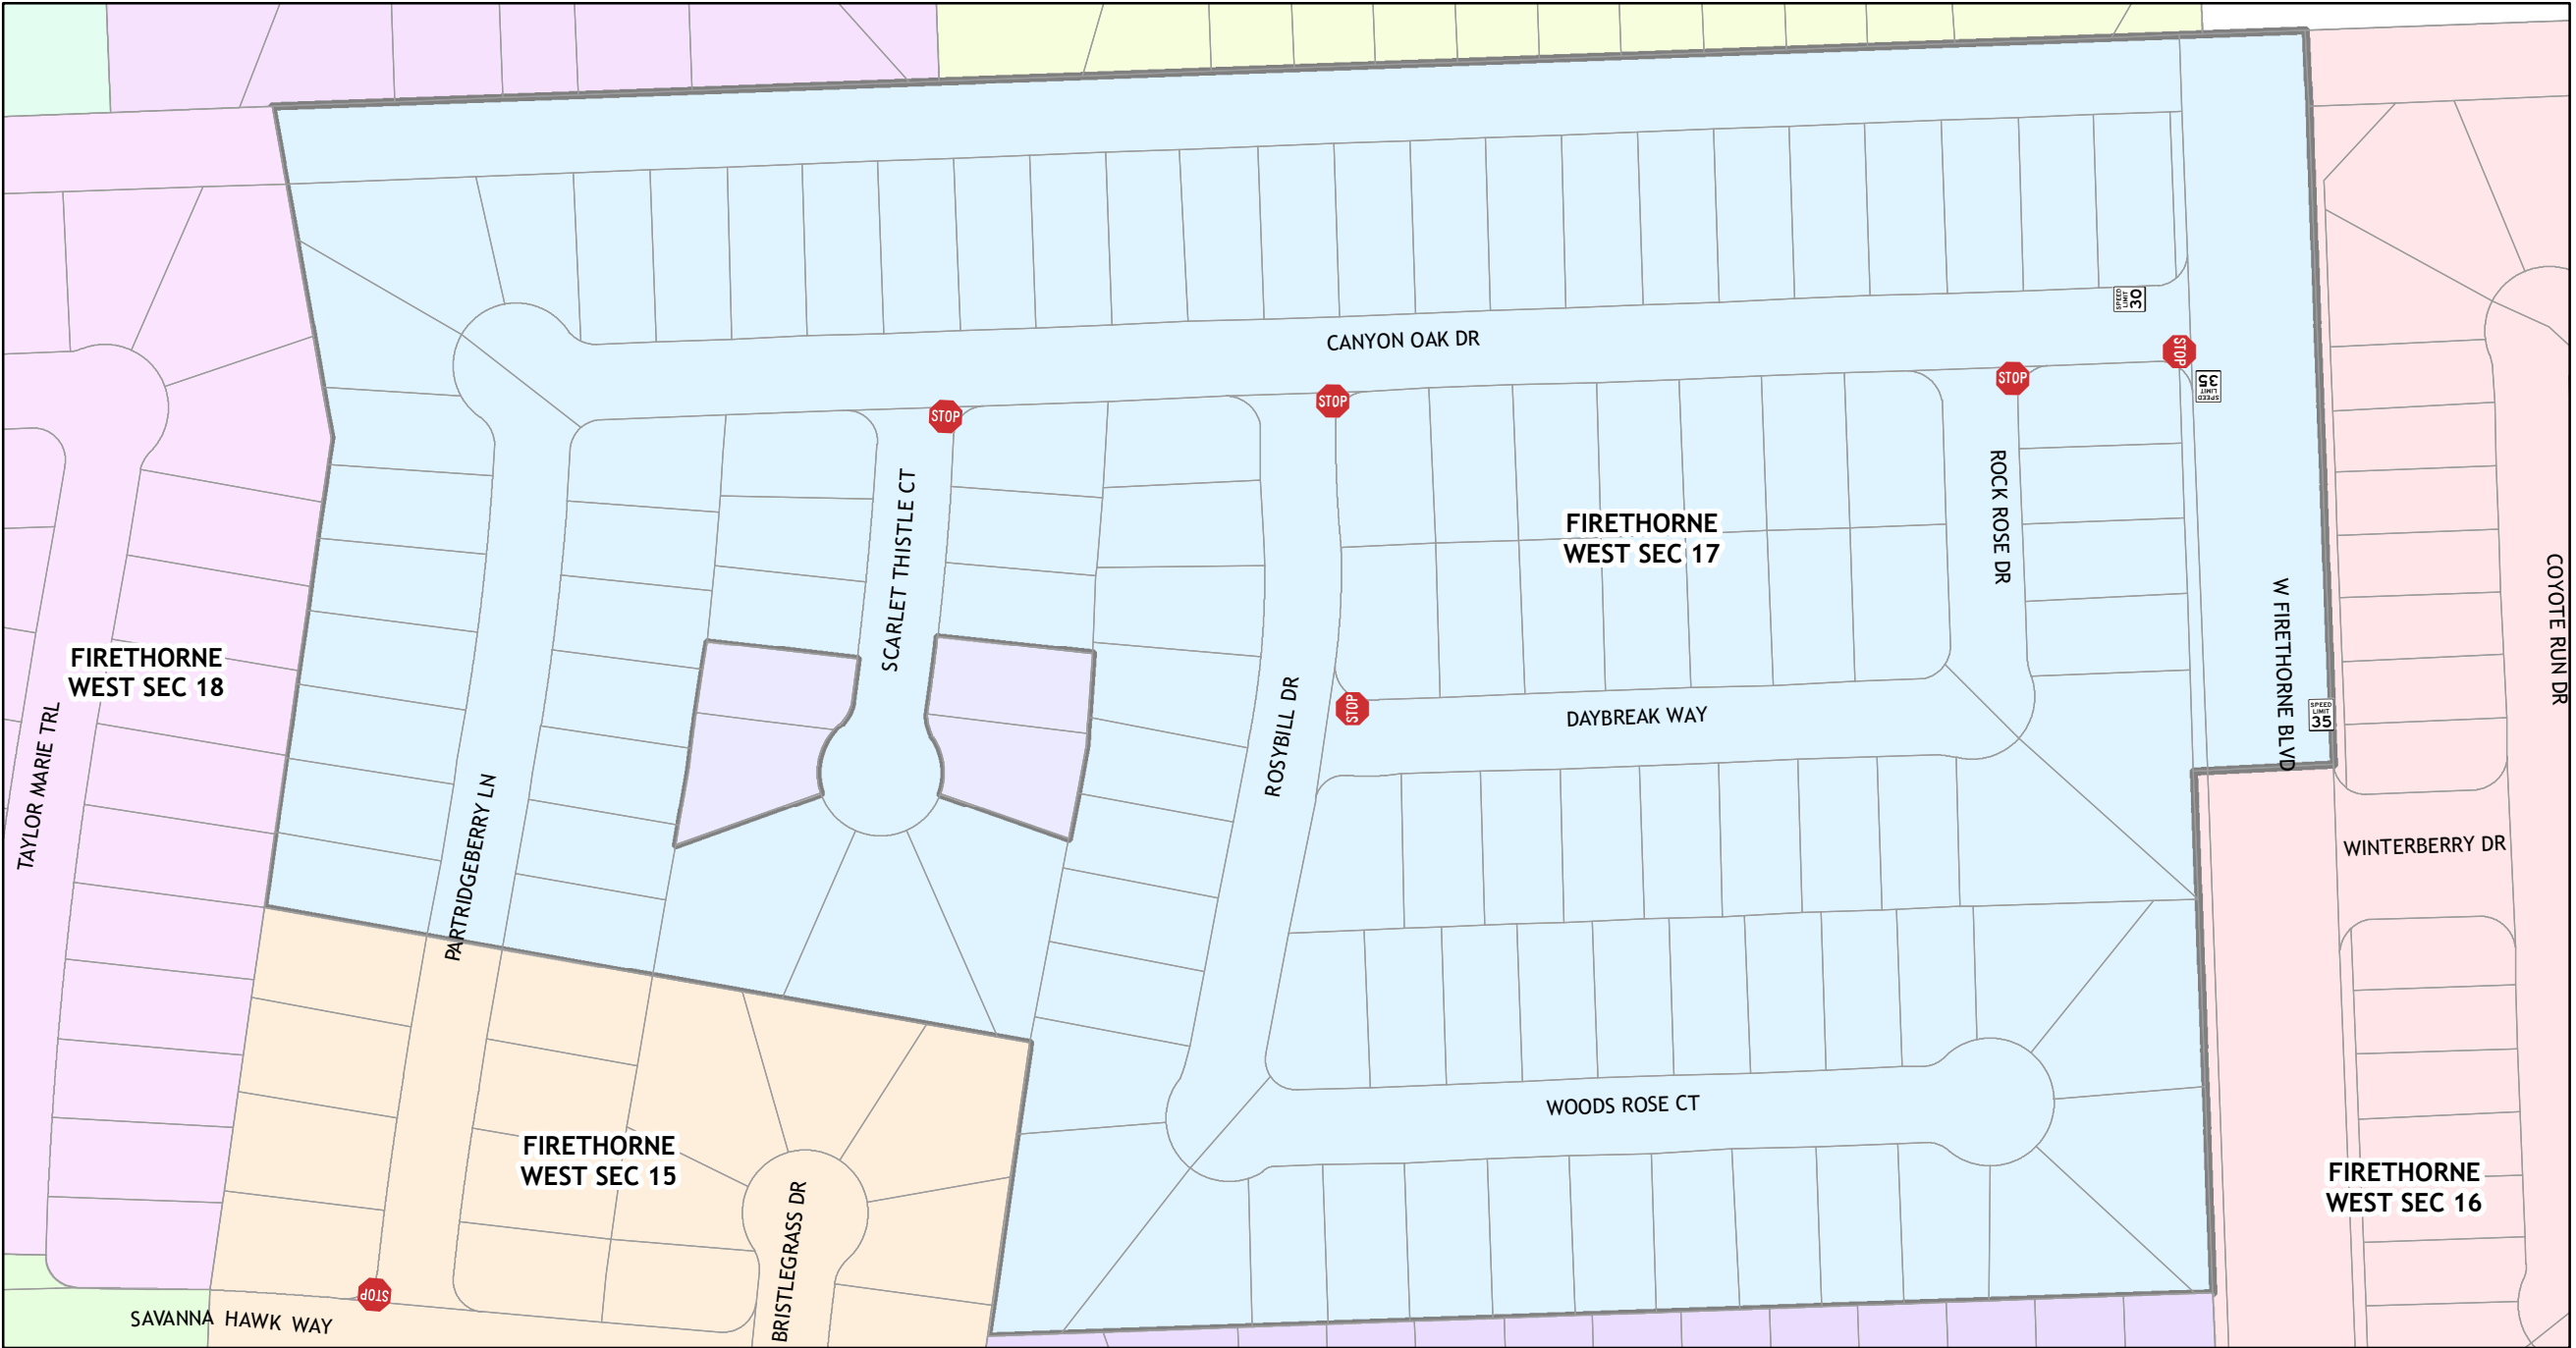 SPEED
LIMIT
30
CANYON OAK DR
STOP
STOP
STOP
STOP
SPEED
LIMIT
35
SCARLET THISTLE CT
ROCK ROSE DR
FIRETHORNE
WEST SEC 17
COYOTE RUN DR
W FIRETHORNE BLVD
FIRETHORNE
WEST SEC 18
ROSYBILL DR
STOP
DAYBREAK WAY
SPEED
LIMIT
35
TAYLOR MARIE TRL
PARTRIDGEBERRY LN
WINTERBERRY DR
WOODS ROSE CT
FIRETHORNE
WEST SEC 15
FIRETHORNE
WEST SEC 16
BRISTLEGRASS DR
STOP
SAVANNA HAWK WAY